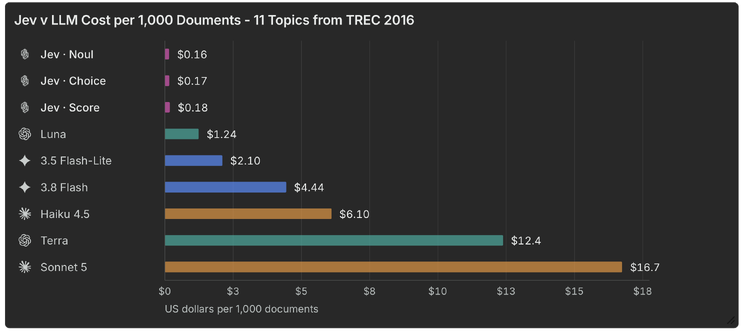 Jev v LLM Cost per 1,000 Douments - 11 Topics from TREC 2016
Jev · Noul $0.16
Jev · Choice $0.17
Jev · Score $0.18
Luna $1.24
3.5 Flash-Lite $2.10
3.8 Flash $4.44
Haiku 4.5 $6.10
Terra $12.4
Sonnet 5 $16.7
$0 $3 $5 $8 $10 $13 $15 $18
US dollars per 1,000 documents